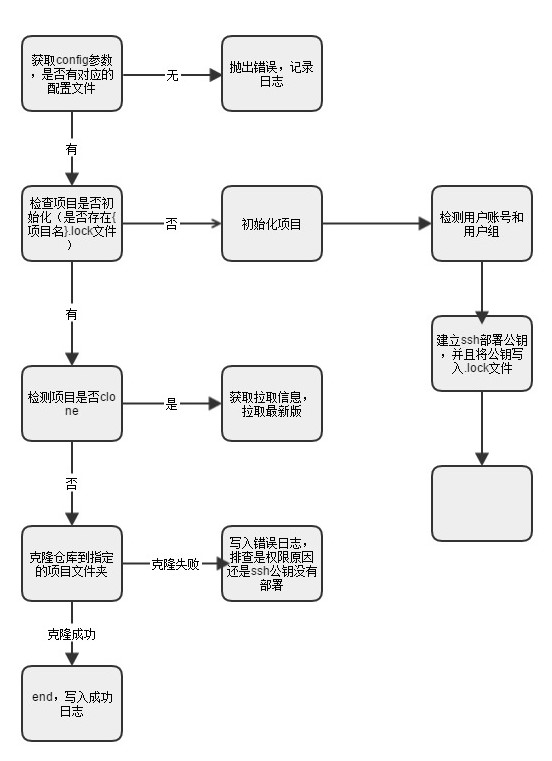 获取config参数
，是否有对应的
配置文件
无
抛出错误，记录
日志
有
检查项目是否初
始化（是否存在{
项目名}.lock文件
）
否
初始化项目
检测用户账号和
用户组
有
建立ssh部署公钥
，并且将公钥写
入.lock文件
检测项目是否clo
ne
是
获取拉取信息，
拉取最新版
否
克隆仓库到指定
的项目文件夹
克隆失败
写入错误日志，
排查是权限原因
还是ssh公钥没有
部署
克隆成功
end，写入成功
日志